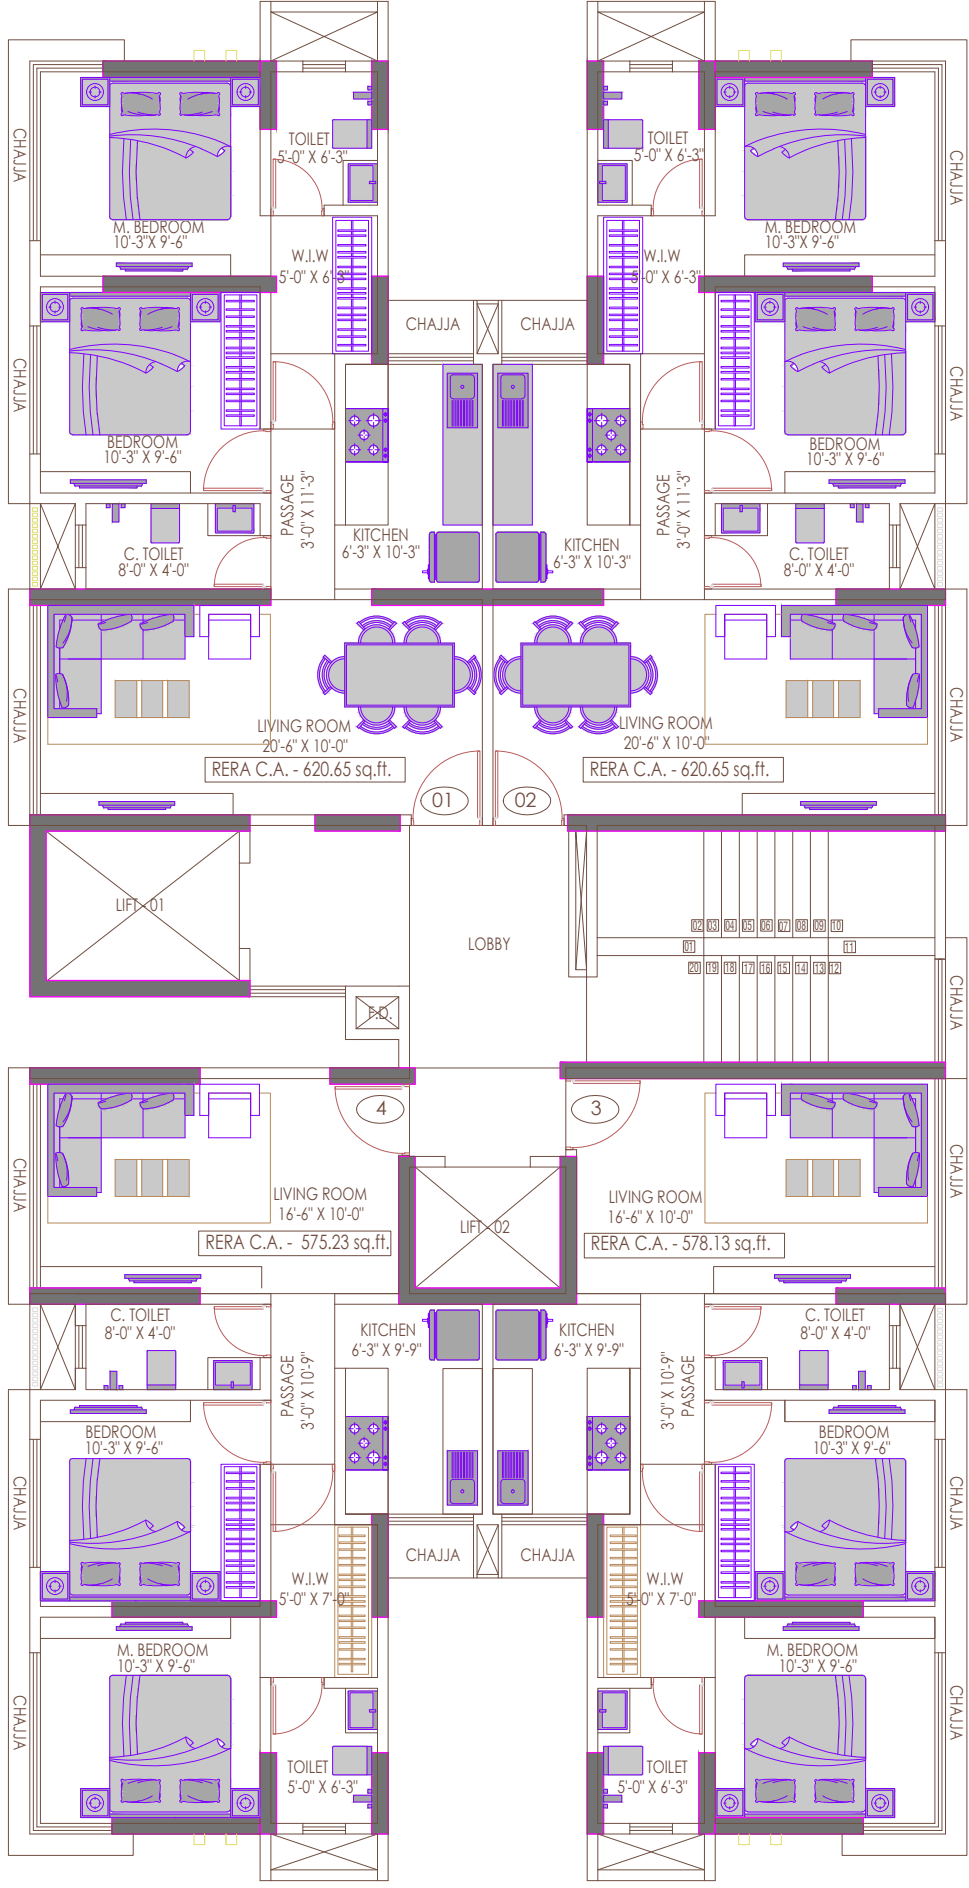 TOILET
5'-0" X 6'-3"
TOILET
5'-0" X 6'-3"
CHAJJA
CHAJJA
M. BEDROOM
10'-3"X 9'-6"
M. BEDROOM
10'-3"X 9'-6"
W.I.W
5'-0" X 6'-3"
W.I.W
5'-0" X 6'-3"
CHAJJA
CHAJJA
CHAJJA
CHAJJA
BEDROOM
10'-3" X 9'-6"
BEDROOM
10'-3" X 9'-6"
PASSAGE
3'-0" X 11'-3"
PASSAGE
3'-0" X 11'-3"
KITCHEN
6'-3" X 10'-3"
KITCHEN
6'-3" X 10'-3"
C. TOILET
8'-0" X 4'-0"
C. TOILET
8'-0" X 4'-0"
CHAJJA
CHAJJA
LIVING ROOM
20'-6" X 10'-0"
LIVING ROOM
20'-6" X 10'-0"
RERA C.A. - 620.65 sq.ft.
RERA C.A. - 620.65 sq.ft.
01
02
LIFT - 01
LOBBY
02 03 04 05 06 07 08 09 10
01
11
20 19 18 17 16 15 14 13 12
F.D.
CHAJJA
4
3
CHAJJA
CHAJJA
LIVING ROOM
16'-6" X 10'-0"
LIVING ROOM
16'-6" X 10'-0"
LIFT - 02
RERA C.A. - 575.23 sq.ft.
RERA C.A. - 578.13 sq.ft.
C. TOILET
8'-0" X 4'-0"
C. TOILET
8'-0" X 4'-0"
KITCHEN
6'-3" X 9'-9"
KITCHEN
6'-3" X 9'-9"
PASSAGE
3'-0" X 10'-9"
3'-0" X 10'-9"
PASSAGE
BEDROOM
10'-3" X 9'-6"
BEDROOM
10'-3" X 9'-6"
CHAJJA
CHAJJA
CHAJJA
CHAJJA
W.I.W
5'-0" X 7'-0"
W.I.W
5'-0" X 7'-0"
M. BEDROOM
10'-3" X 9'-6"
M. BEDROOM
10'-3" X 9'-6"
CHAJJA
CHAJJA
TOILET
5'-0" X 6'-3"
TOILET
5'-0" X 6'-3"